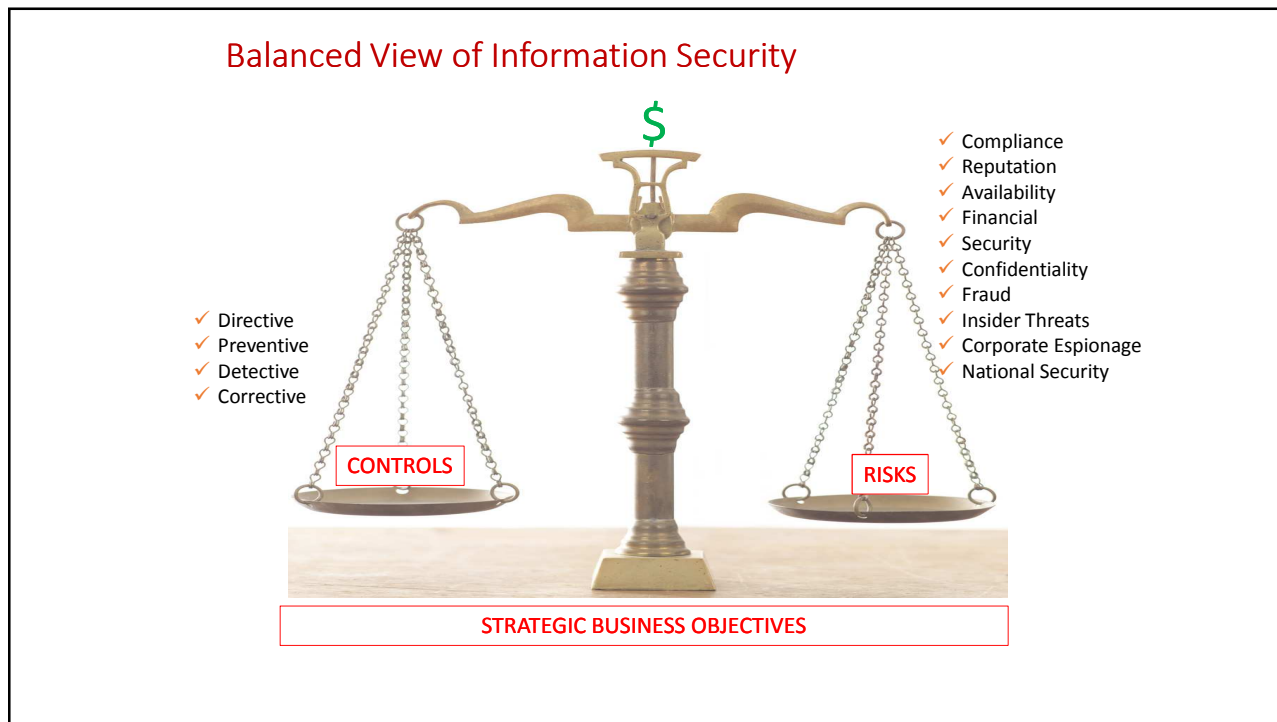 Balanced View of Information Security
$
Directive
Preventive
Detective
Corrective
CONTROLS
Compliance
Reputation
Availability
Financial
Security
Confidentiality
Fraud
Insider Threats
Corporate Espionage
National Security
RISKS
STRATEGIC BUSINESS OBJECTIVES